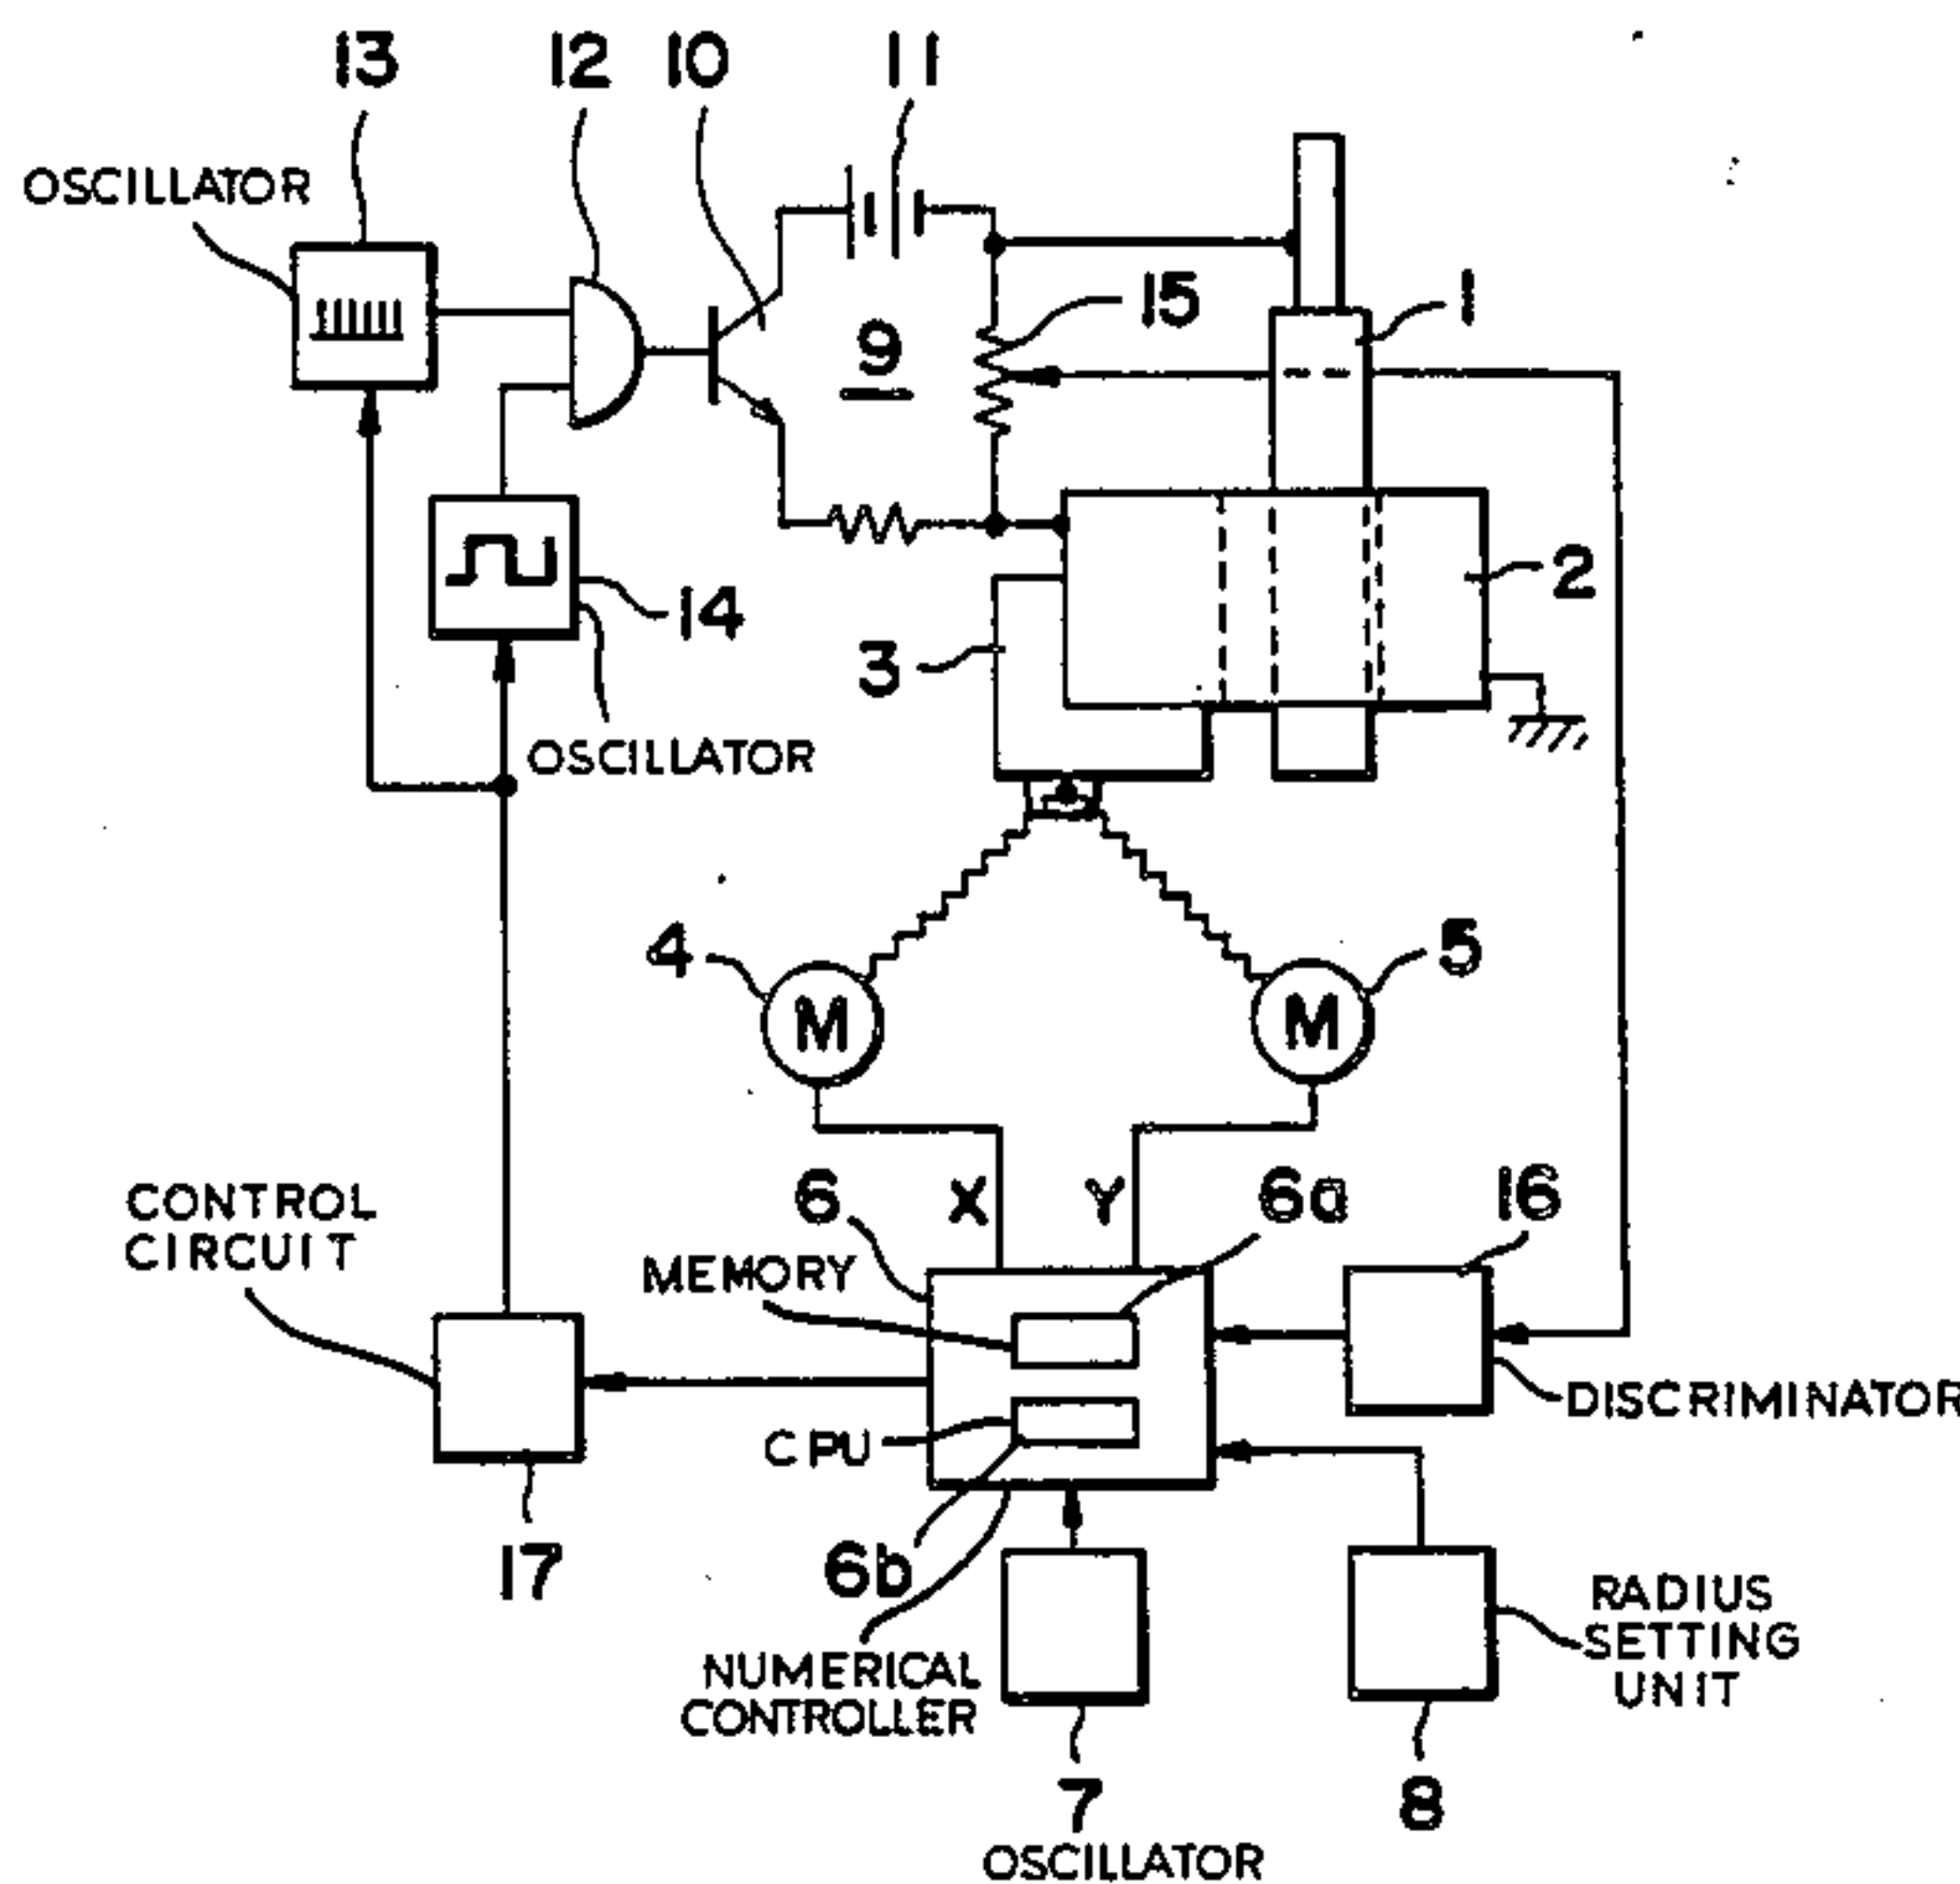 13
12
10
11
OSCILLATOR
15
1
9
2
14
3
OSCILLATOR
4
5
M
M
CONTROL
CIRCUIT
6
X
Y
6a
16
MEMORY
DISCRIMINATOR
CPU
17
6b
NUMERICAL
CONTROLLER
RADIUS
SETTING
UNIT
7
8
OSCILLATOR